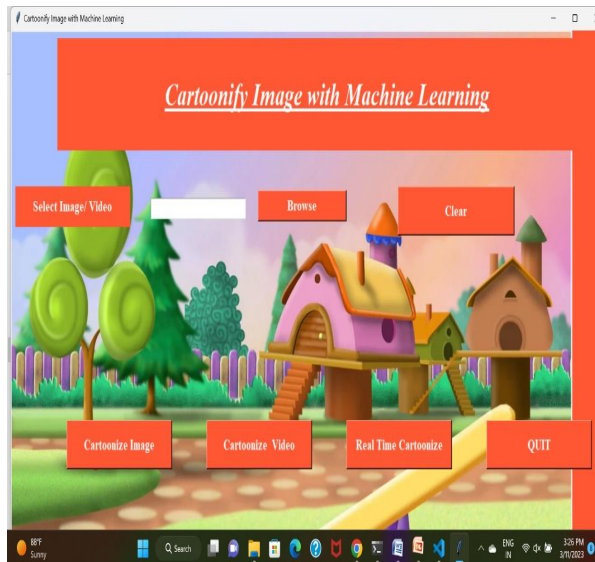 Cartoonify Image with Machine Learning
Cartoonify Image with Machine Learning
Select Image/ Video
Browse
Clear
Cartoonize Image
Cartoonize Video
Real Time Cartoonize
QUIT
88°F
Sunny
Search
ENG
IN
3:26 PM
3/11/2023